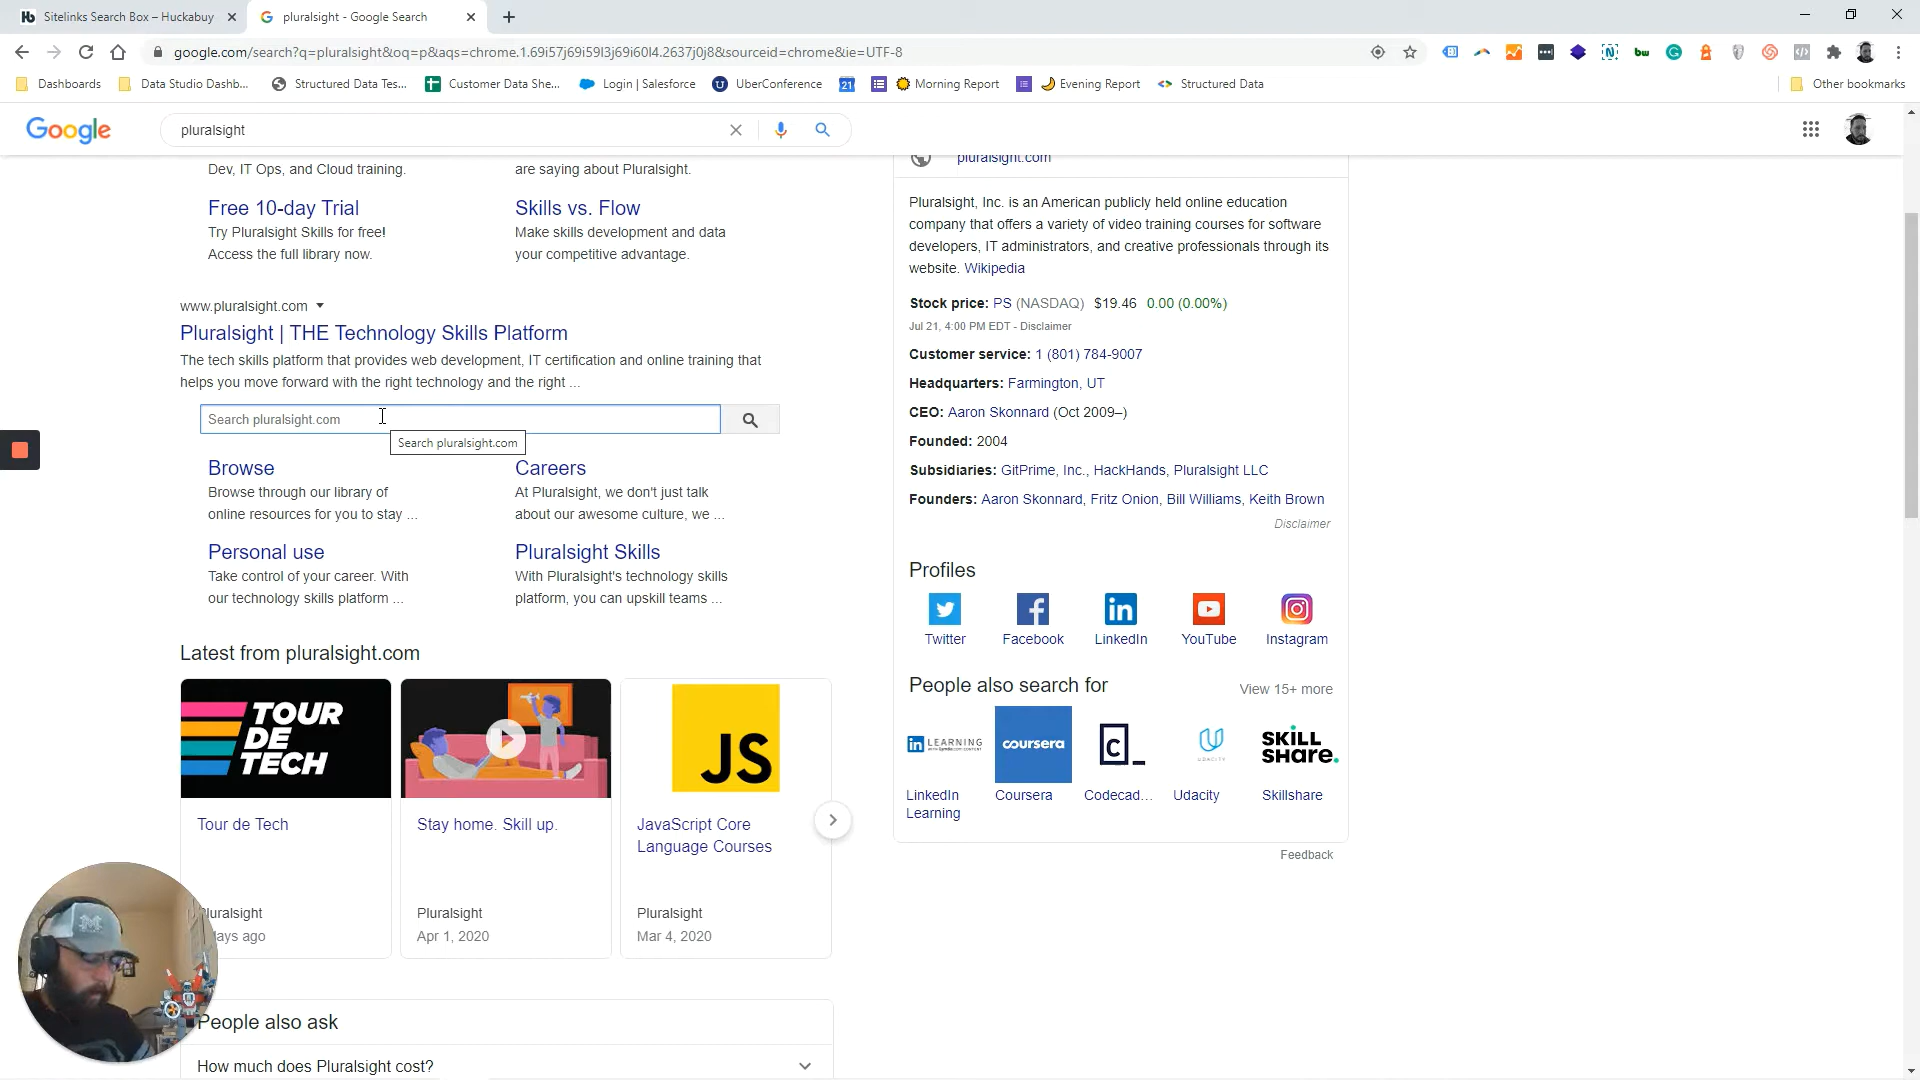 Sitelinks Search Box – Huckabuy
pluralsight - Google Search
google.com/search?q=pluralsight&oq=p&aqs=chrome.1.69i57j69i59l3j69i60l4.2637j0j8&sourceid=chrome&ie=UTF-8
Dashboards
Data Studio Dashb...
Structured Data Tes...
Customer Data She...
Login | Salesforce
UberConference
21
Morning Report
Evening Report
Structured Data
Other bookmarks
Google
pluralsight
Dev, IT Ops, and Cloud training.
are saying about Pluralsight.
Free 10-day Trial
Try Pluralsight Skills for free!
Access the full library now.
Skills vs. Flow
Make skills development and data
your competitive advantage.
www.pluralsight.com
Pluralsight | THE Technology Skills Platform
The tech skills platform that provides web development, IT certification and online training that
helps you move forward with the right technology and the right ...
Search pluralsight.com
Search pluralsight.com
Browse
Browse through our library of
online resources for you to stay ...
Careers
At Pluralsight, we don't just talk
about our awesome culture, we ...
Personal use
Take control of your career. With
our technology skills platform ...
Pluralsight Skills
With Pluralsight's technology skills
platform, you can upskill teams ...
Latest from pluralsight.com
TOUR
DE
TECH
JS
Tour de Tech
Stay home. Skill up.
JavaScript Core
Language Courses
Pluralsight
Apr 1, 2020
Pluralsight
Mar 4, 2020
luralsight
days ago
People also ask
How much does Pluralsight cost?
pluralsight.com
Pluralsight, Inc. is an American publicly held online education
company that offers a variety of video training courses for software
developers, IT administrators, and creative professionals through its
website. Wikipedia
Stock price: PS (NASDAQ) $19.46 0.00 (0.00%)
Jul 21, 4:00 PM EDT - Disclaimer
Customer service: 1 (801) 784-9007
Headquarters: Farmington, UT
CEO: Aaron Skonnard (Oct 2009–)
Founded: 2004
Subsidiaries: GitPrime, Inc., HackHands, Pluralsight LLC
Founders: Aaron Skonnard, Fritz Onion, Bill Williams, Keith Brown
Disclaimer
Profiles
Twitter
Facebook
LinkedIn
YouTube
Instagram
People also search for
View 15+ more
in LEARNING
coursera
UDACITY
SKILL
SHARE.
LinkedIn
Learning
Coursera
Codecad...
Udacity
Skillshare
Feedback